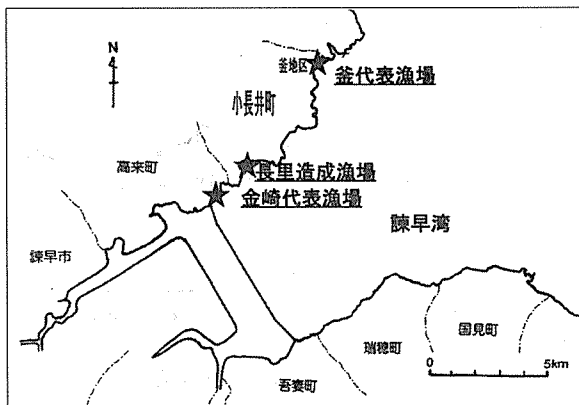 N
釜地区
釜代表漁場
小長井町
高来町
長里造成漁場
金崎代表漁場
諫早湾
諫早市
国見町
瑞穂町
吾妻町
0
5km